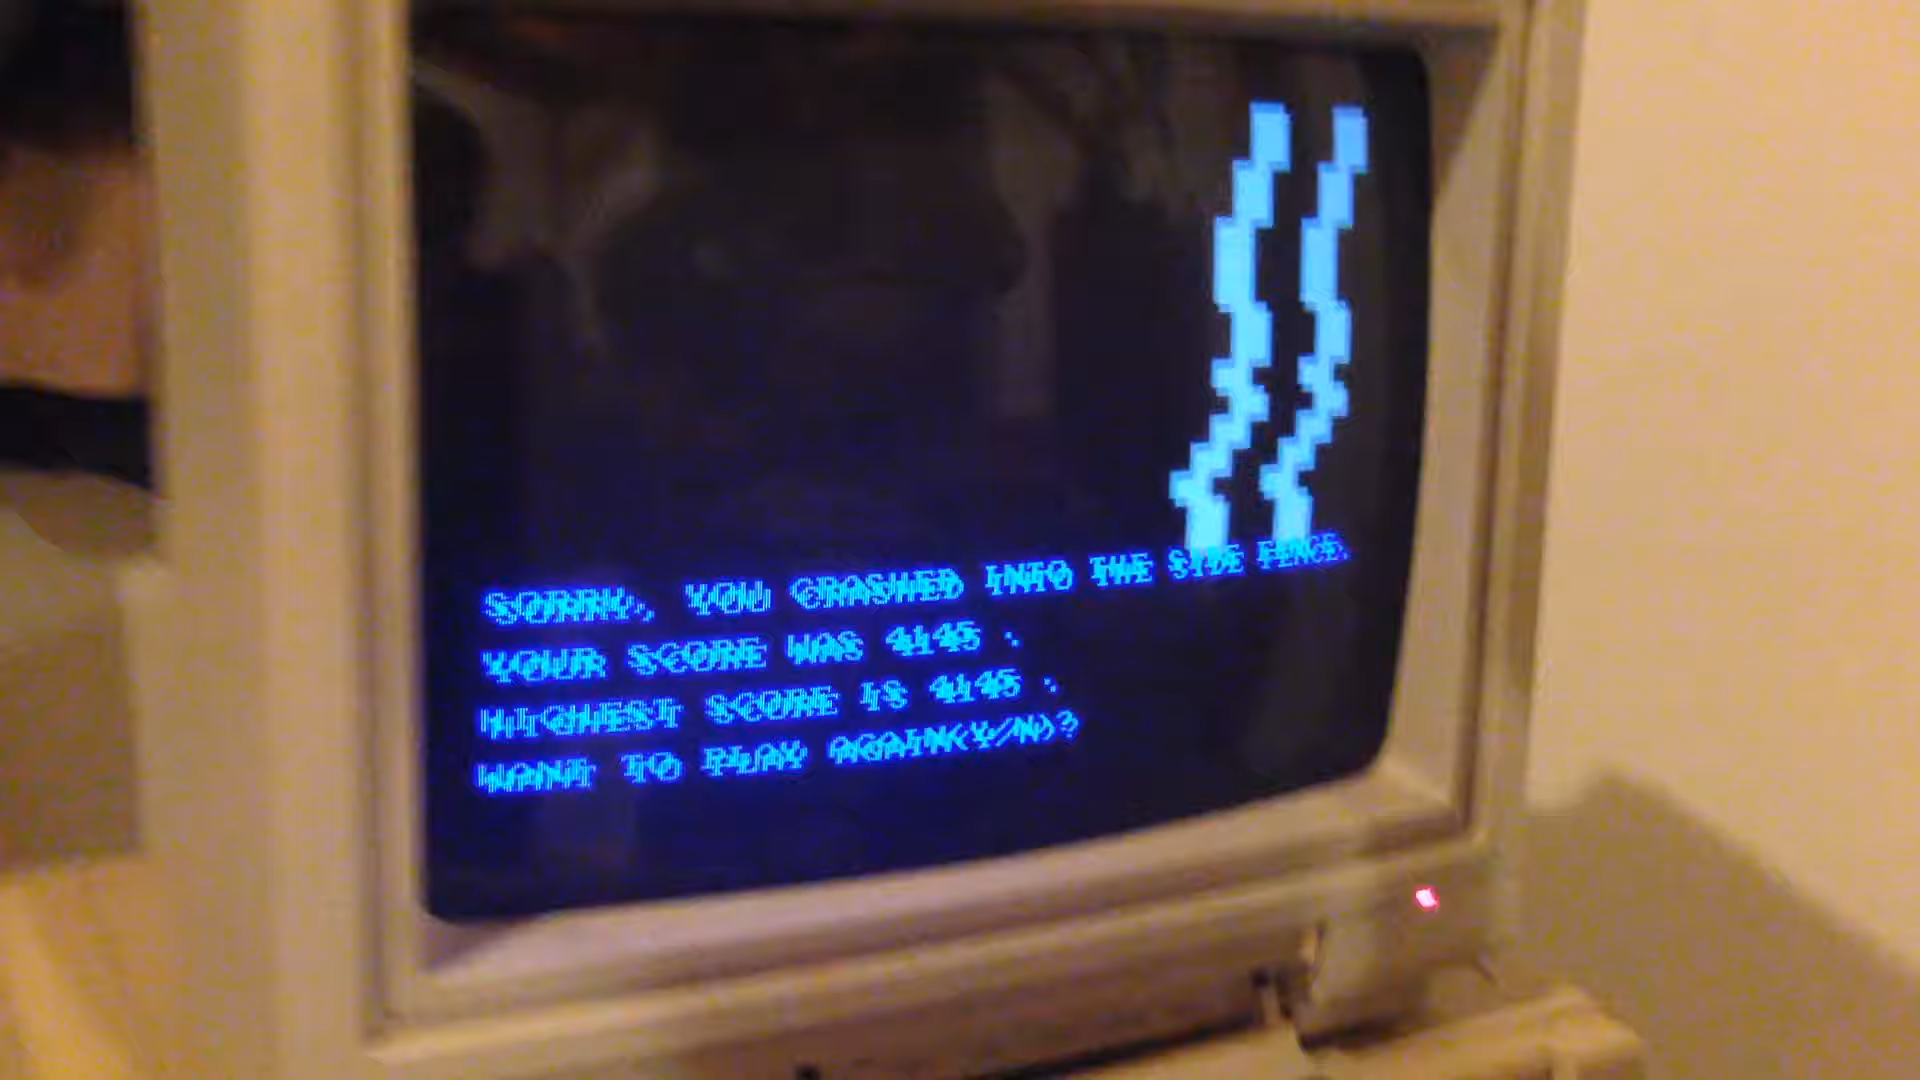 SORRY, YOU CRASHED INTO THE SIDE FENCE.
YOUR SCORE WAS 4145 .
HIGHEST SCORE IS 4145 .
WANT TO PLAY AGAIN(Y/N)?